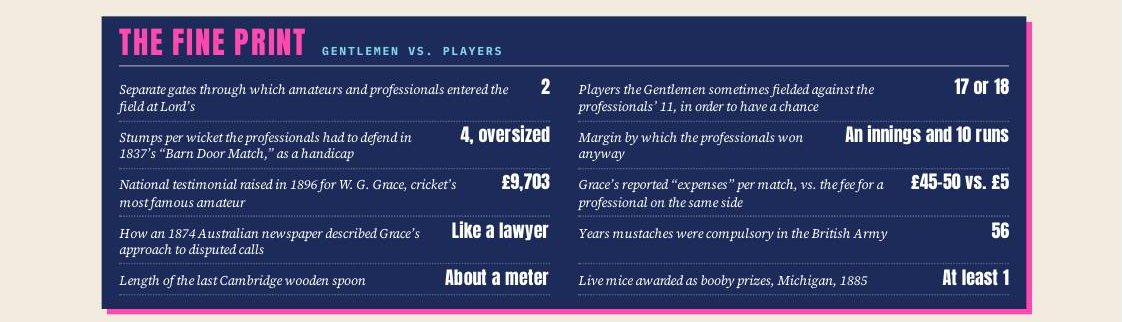 THE FINE PRINT GENTLEMEN VS. PLAYERS
Separate gates through which amateurs and professionals entered the
field at Lord’s
2
Players the Gentlemen sometimes fielded against the
professionals’ 11, in order to have a chance
17 or 18
Stumps per wicket the professionals had to defend in
1837’s “Barn Door Match,” as a handicap
4, oversized
Margin by which the professionals won
anyway
An innings and 10 runs
National testimonial raised in 1896 for W. G. Grace, cricket’s
most famous amateur
£9,703
Grace’s reported “expenses” per match, vs. the fee for a
professional on the same side
£45-50 vs. £5
How an 1874 Australian newspaper described Grace’s
approach to disputed calls
Like a lawyer
Years mustaches were compulsory in the British Army
56
Length of the last Cambridge wooden spoon
About a meter
Live mice awarded as booby prizes, Michigan, 1885
At least 1